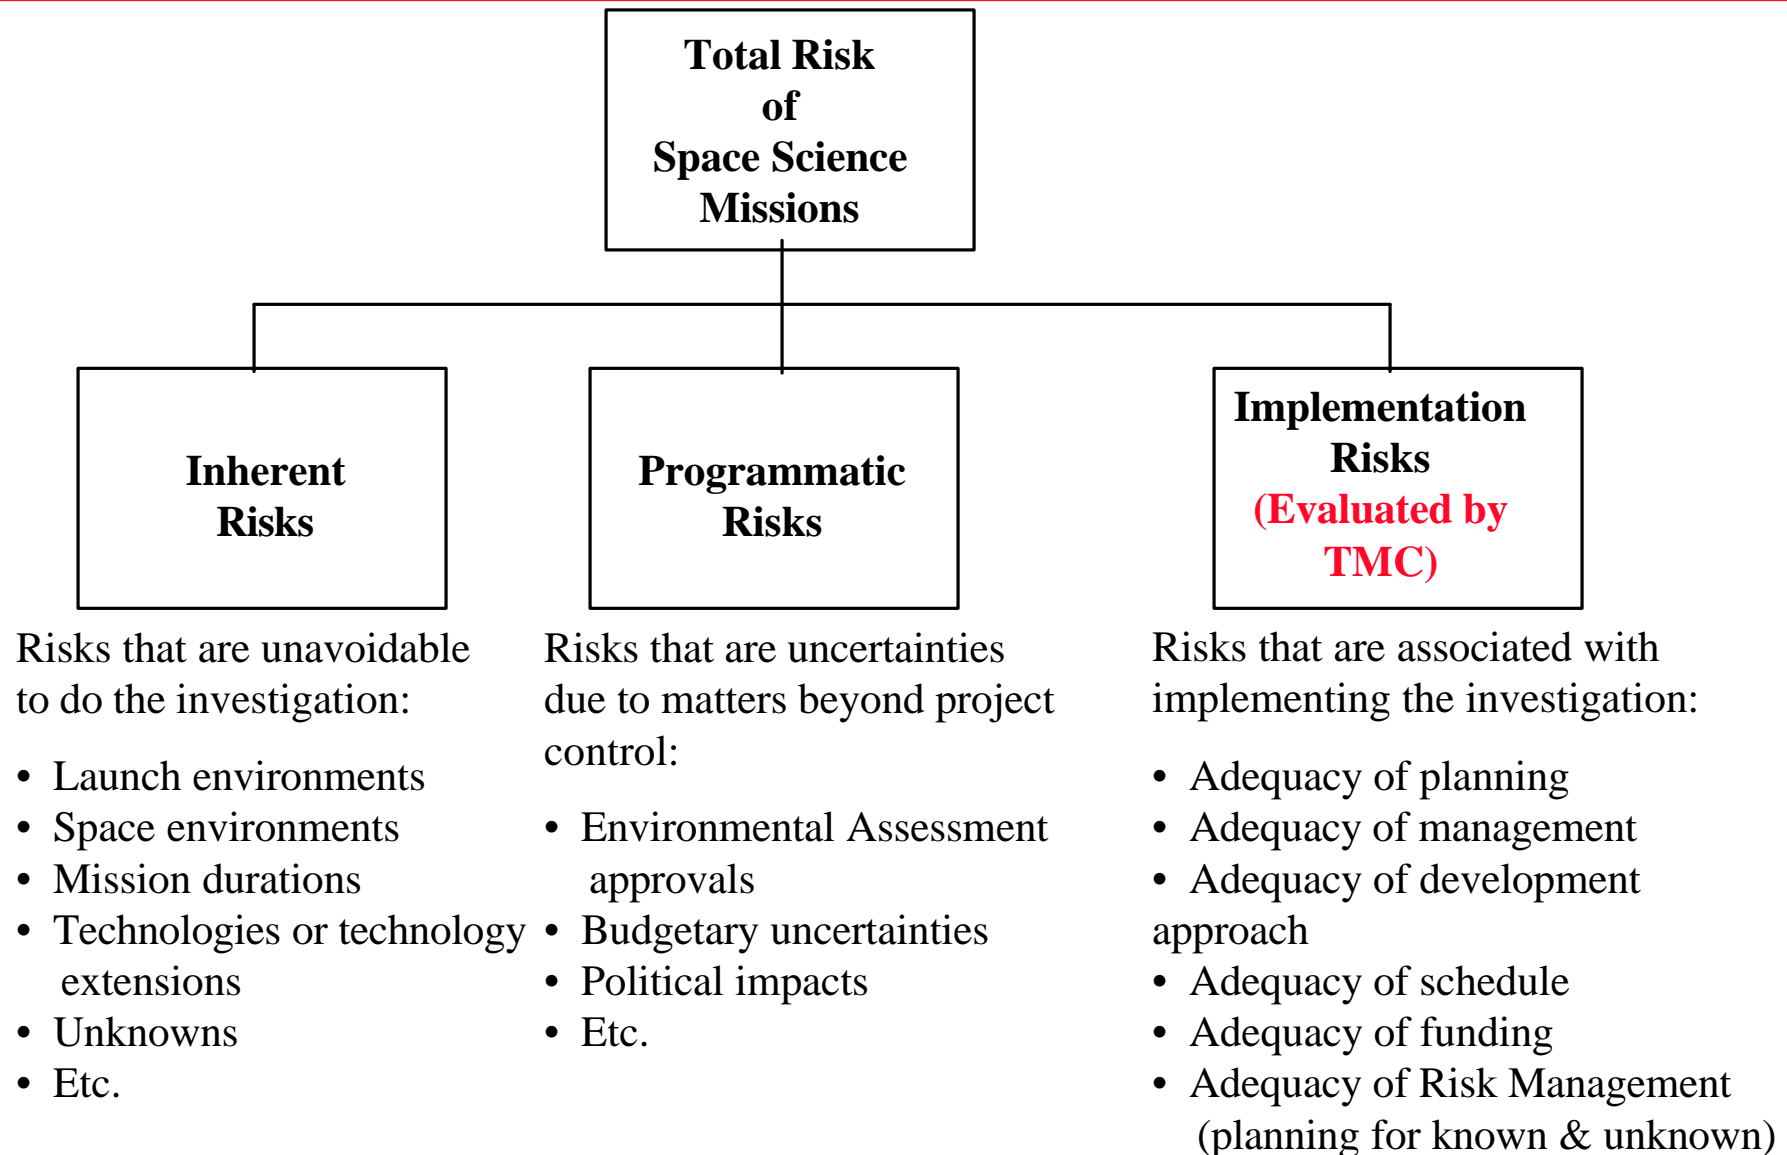 Total Risk
of
Space Science
Missions
Inherent
Risks
Programmatic
Risks
Implementation
Risks
(Evaluated by
TMC)
Risks that are unavoidable
to do the investigation:
• Launch environments
• Space environments
• Mission durations
• Technologies or technology
extensions
• Unknowns
• Etc.
Risks that are uncertainties
due to matters beyond project
control:
• Environmental Assessment
approvals
• Budgetary uncertainties
• Political impacts
• Etc.
Risks that are associated with
implementing the investigation:
• Adequacy of planning
• Adequacy of management
• Adequacy of development
approach
• Adequacy of schedule
• Adequacy of funding
• Adequacy of Risk Management
(planning for known & unknown)